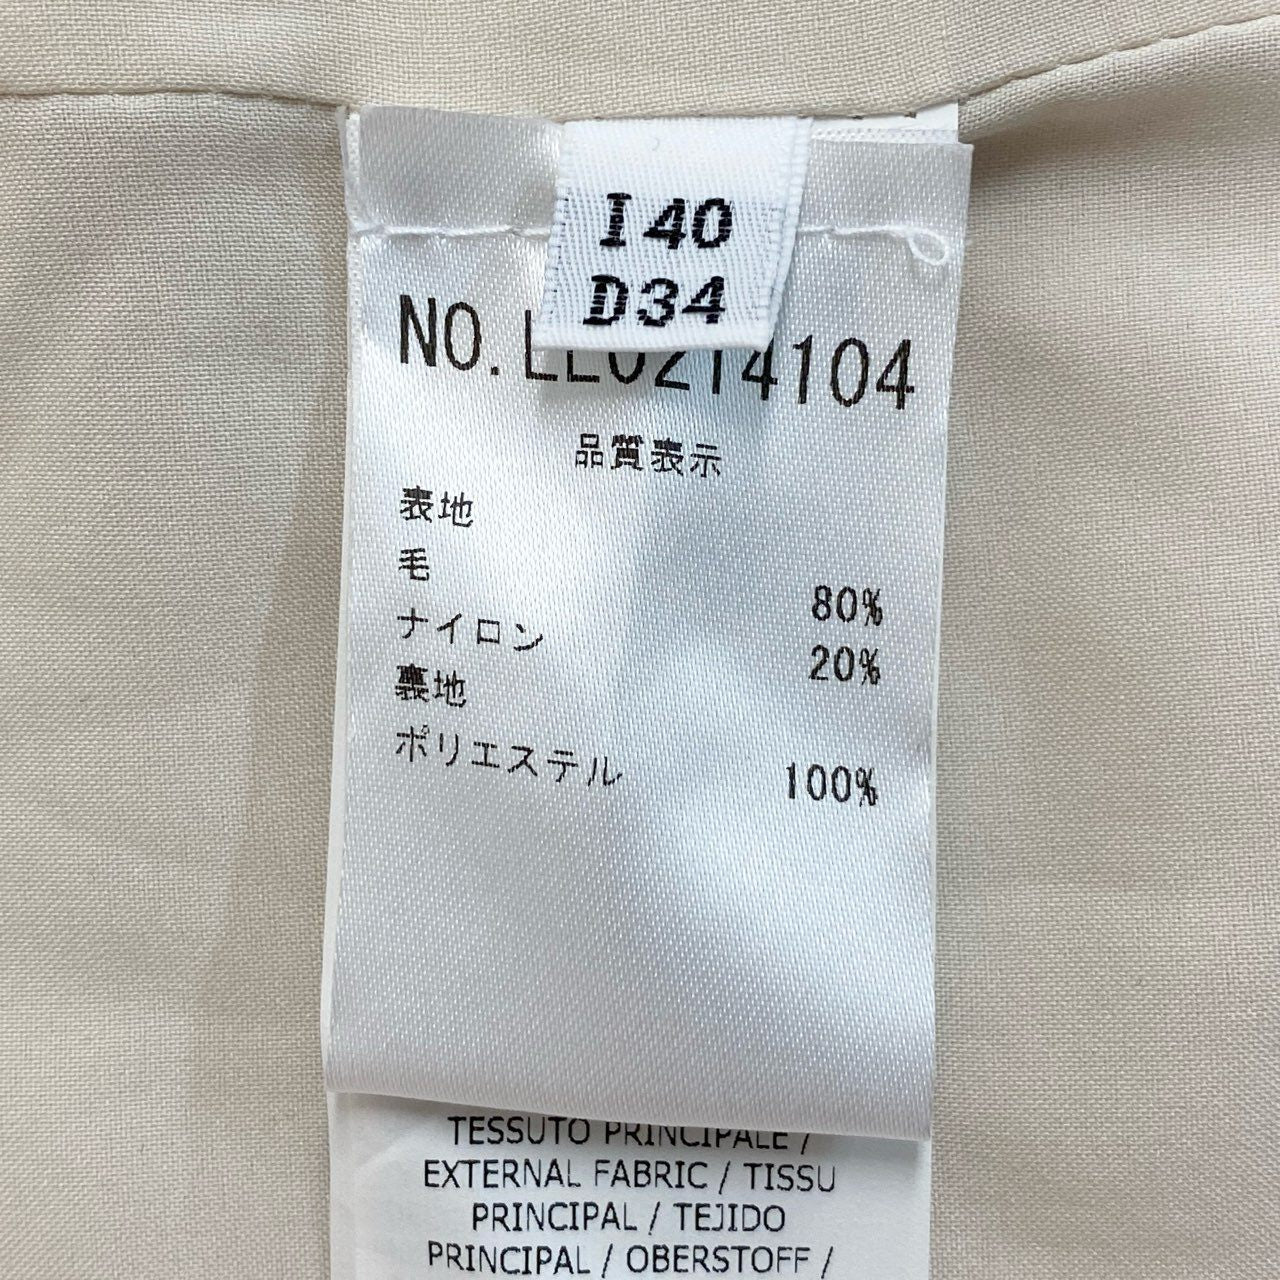 I40
D34
NO. LL0214104
品質表示
表地
毛 80%
ナイロン 20%
裏地
ポリエステル 100%
TESSUTO PRINCIPALE /
EXTERNAL FABRIC / TISSU
PRINCIPAL / TEJIDO
PRINCIPAL / OBERSTOFF /